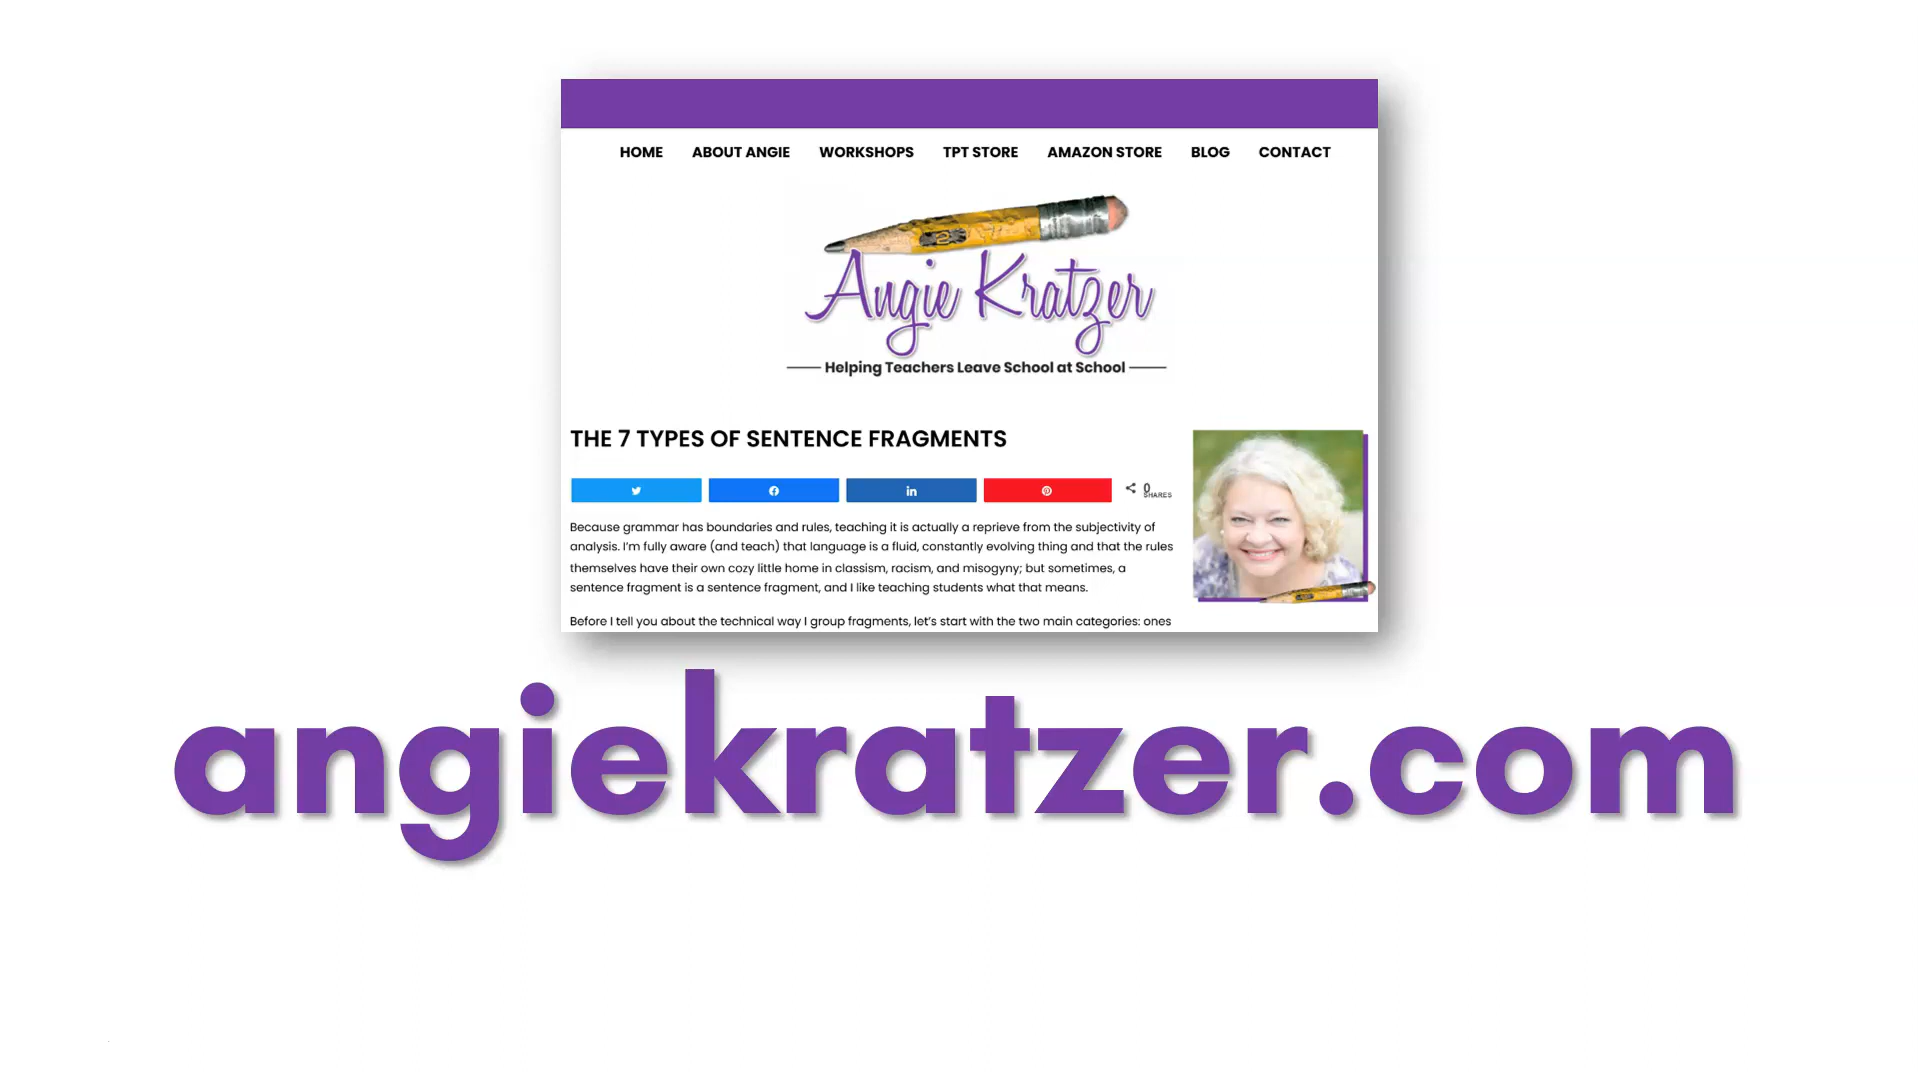 HOME ABOUT ANGIE WORKSHOPS TPT STORE AMAZON STORE BLOG CONTACT
2
Angie Kratzer
Helping Teachers Leave School at School
THE 7 TYPES OF SENTENCE FRAGMENTS
0
SHARES
Because grammar has boundaries and rules, teaching it is actually a reprieve from the subjectivity of
analysis. I'm fully aware (and teach) that language is a fluid, constantly evolving thing and that the rules
themselves have their own cozy little home in classism, racism, and misogyny; but sometimes, a
sentence fragment is a sentence fragment, and I like teaching students what that means.
Before I tell you about the technical way I group fragments, let's start with the two main categories: ones
angiekratzer.com